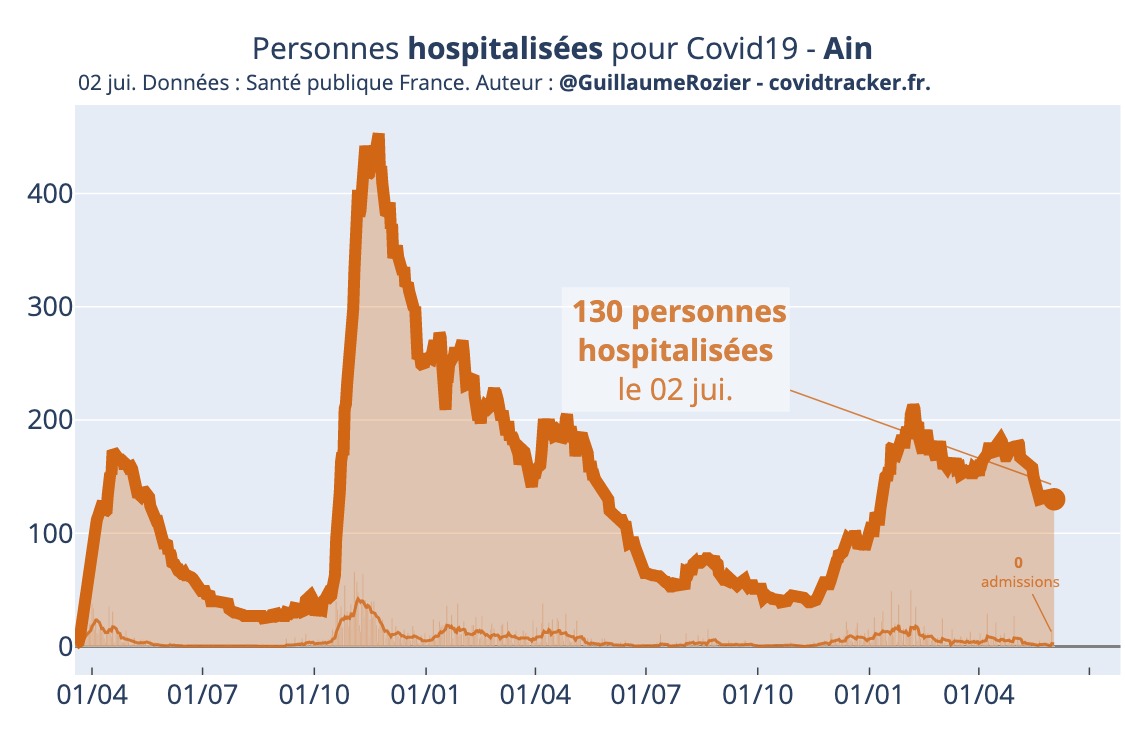 Personnes hospitalisées pour Covid19 - Ain
02 jui. Données : Santé publique France. Auteur : @GuillaumeRozier - covidtracker.fr.
400
300
200
100
0
130 personnes
hospitalisées
le 02 jui.
0
admissions
01/04 01/07 01/10 01/01 01/04 01/07 01/10 01/01 01/04